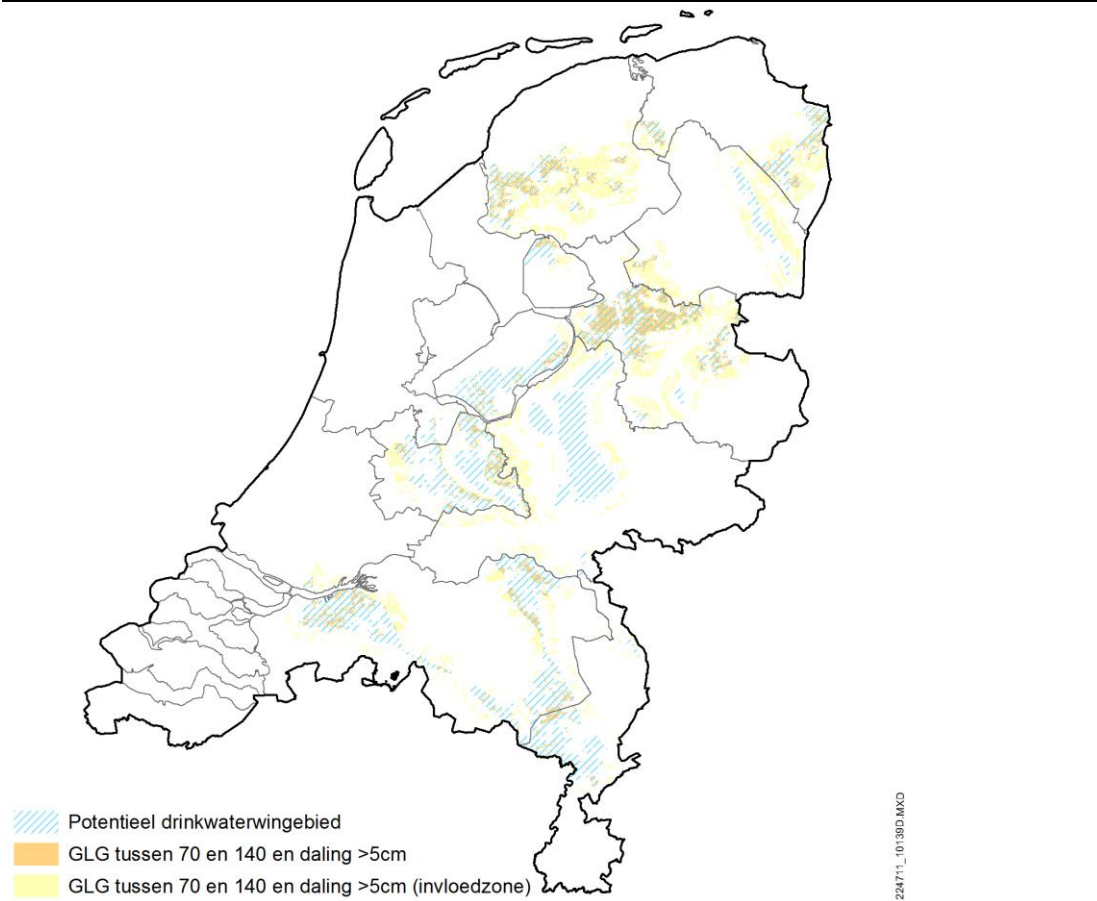 Potentieel drinkwaterwingebied
GLG tussen 70 en 140 en daling >5cm
GLG tussen 70 en 140 en daling >5cm (invloedzone)
224711_10139D.MXD